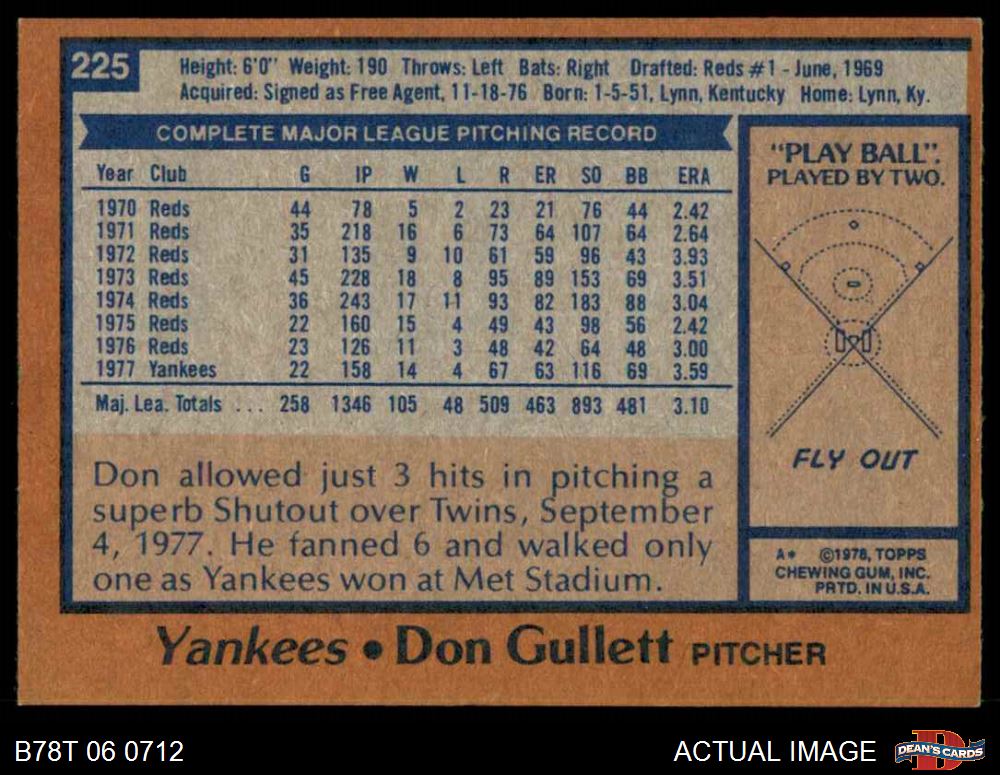 225
Height: 6'0" Weight: 190 Throws: Left Bats: Right Drafted: Reds #1 - June, 1969
Acquired: Signed as Free Agent, 11-18-76 Born: 1-5-51, Lynn, Kentucky Home: Lynn, Ky.
COMPLETE MAJOR LEAGUE PITCHING RECORD
Year Club G IP W L R ER SO BB ERA
1970 Reds 44 78 5 2 23 21 76 44 2.42
1971 Reds 35 218 16 6 73 64 107 64 2.64
1972 Reds 31 135 9 10 61 59 96 43 3.93
1973 Reds 45 228 18 8 95 89 153 69 3.51
1974 Reds 36 243 17 11 93 82 183 88 3.04
1975 Reds 22 160 15 4 49 43 98 56 2.42
1976 Reds 23 126 11 3 48 42 64 48 3.00
1977 Yankees 22 158 14 4 67 63 116 69 3.59
Maj. Lea. Totals ... 258 1346 105 48 509 463 893 481 3.10
Don allowed just 3 hits in pitching a
superb Shutout over Twins, September
4, 1977. He fanned 6 and walked only
one as Yankees won at Met Stadium.
"PLAY BALL".
PLAYED BY TWO.
FLY OUT
A* ©1978, TOPPS
CHEWING GUM, INC.
PRTD. IN U.S.A.
Yankees • Don Gullett PITCHER
B78T 06 0712
ACTUAL IMAGE
DEAN'S CARDS